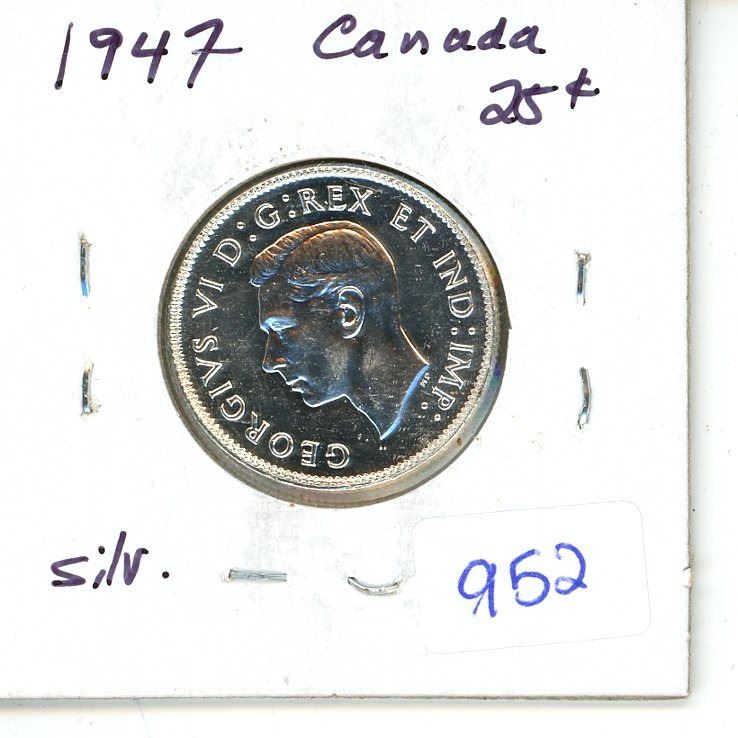 1947 Canada
25¢
GEORGIVS VI D:G:REX ET IND:IMP:
silv.
952